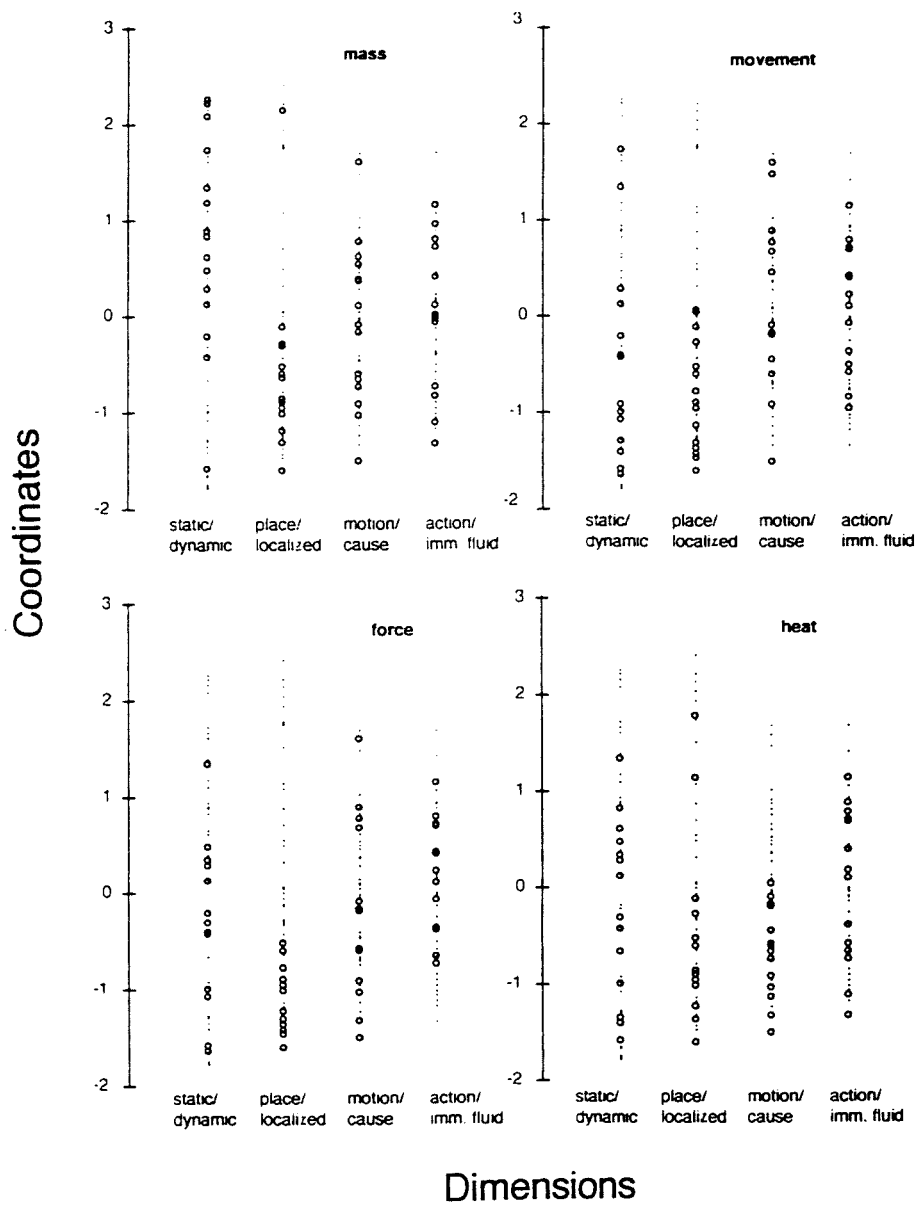 mass
3
2
1
0
-1
-2
static/ place/ motion/ action/
dynamic localized cause imm. fluid
movement
3
2
1
0
-1
-2
static/ place/ motion/ action/
dynamic localized cause imm. fluid
Coordinates
force
3
2
1
0
-1
-2
static/ place/ motion/ action/
dynamic localized cause imm. fluid
heat
3
2
1
0
-1
-2
static/ place/ motion/ action/
dynamic localized cause imm. fluid
Dimensions